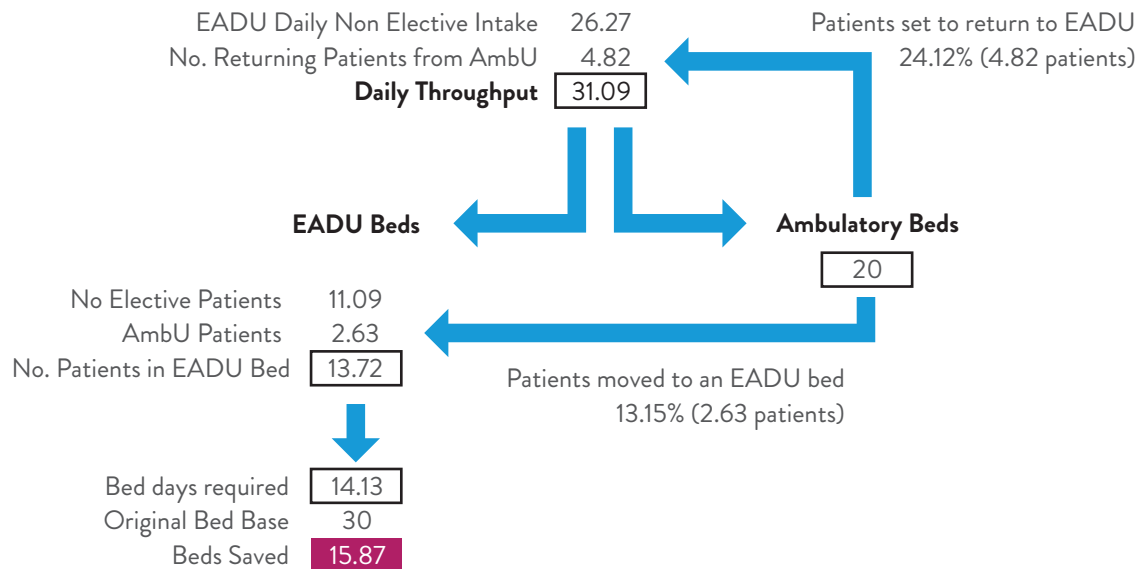 EADU Daily Non Elective Intake 26.27
No. Returning Patients from AmbU 4.82
Daily Throughput 31.09
Patients set to return to EADU
24.12% (4.82 patients)
EADU Beds
Ambulatory Beds
20
No Elective Patients 11.09
AmbU Patients 2.63
No. Patients in EADU Bed 13.72
Patients moved to an EADU bed
13.15% (2.63 patients)
Bed days required 14.13
Original Bed Base 30
Beds Saved 15.87